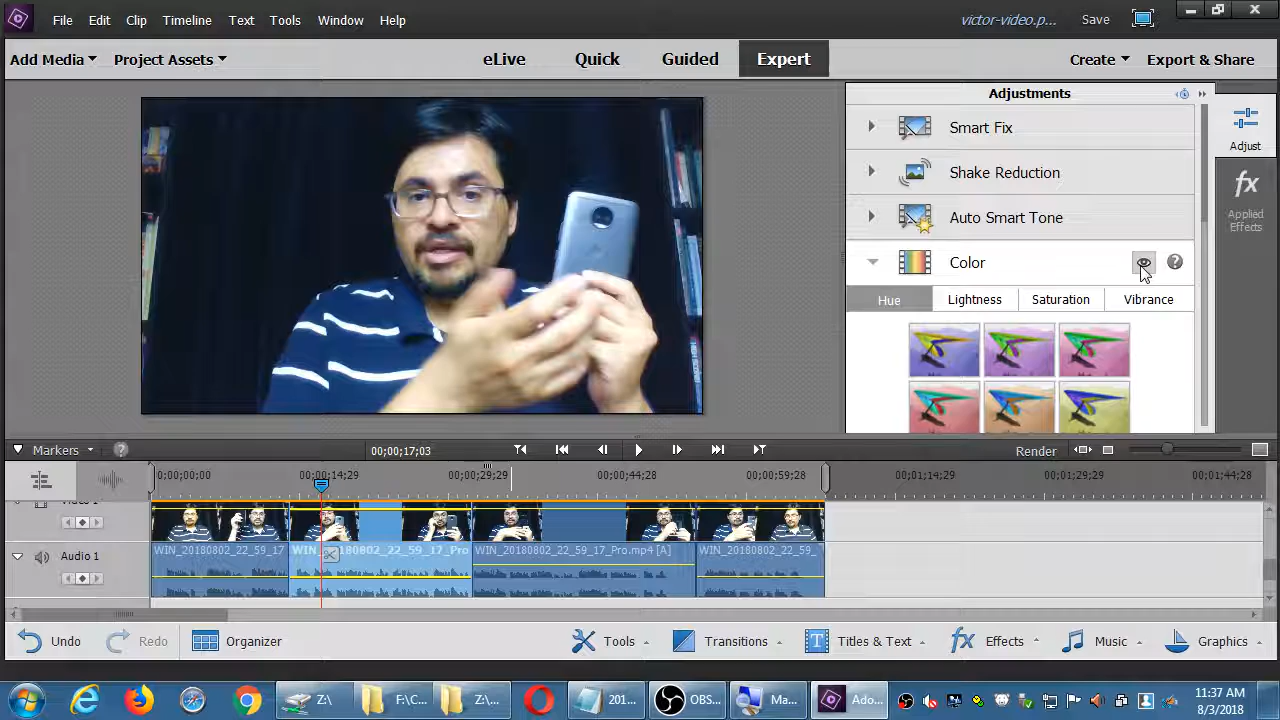 File Edit Clip Timeline Text Tools Window Help
victor-video.p... Save
Add Media Project Assets
eLive Quick Guided Expert
Create Export & Share
Adjustments
Smart Fix
Shake Reduction
Auto Smart Tone
Color
Hue Lightness Saturation Vibrance
Adjust
fx
Applied
Effects
Markers
00;00;17;03
Render
0;00;00;00 00;00;14;29 00;00;29;29 00;00;44;28 00;00;59;28 00;01;14;29 00;01;29;29 00;01;44;28
Audio 1
WIN_20180802_22_59_17 WIN_20180802_22_59_17_Pro WIN_20180802_22_59_17_Pro.mp4 [A] WIN_20180802_22_59_
Undo Redo Organizer
Tools Transitions Titles & Text Effects Music Graphics
Z:\ F:\C... Z:\... 201... OBS... Ma... Ado...
11:37 AM
8/3/2018